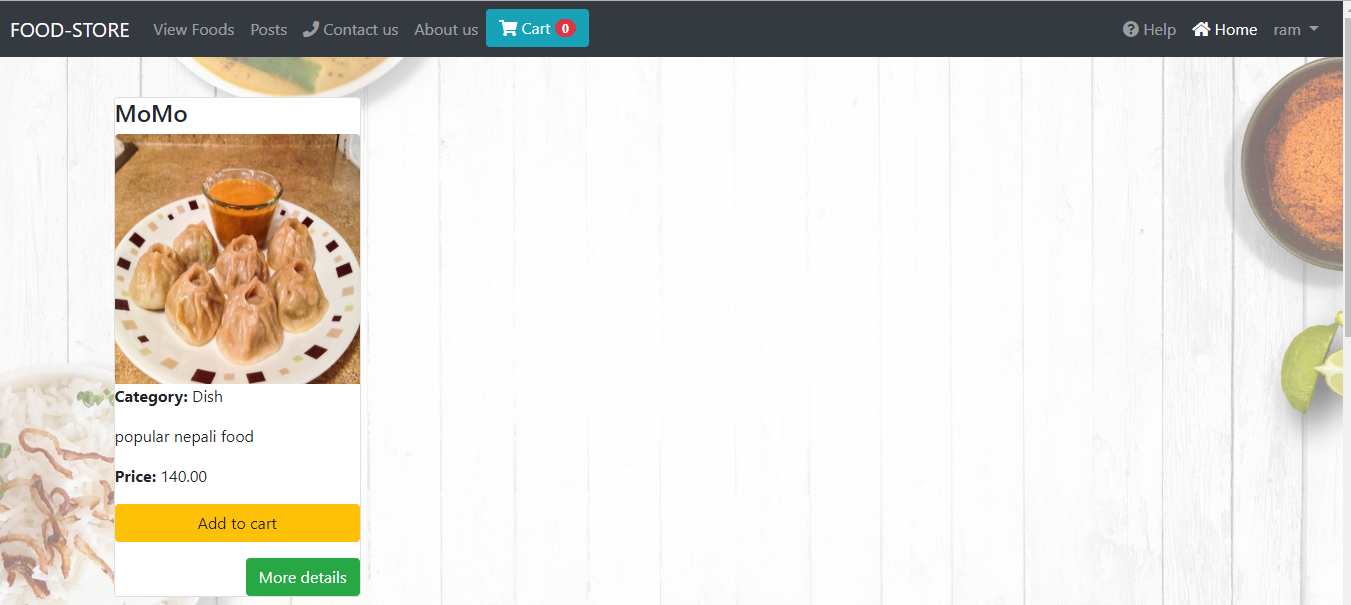 FOOD-STORE View Foods Posts Contact us About us Cart 0 Help Home ram
MoMo
Category: Dish
popular nepali food
Price: 140.00
Add to cart
More details